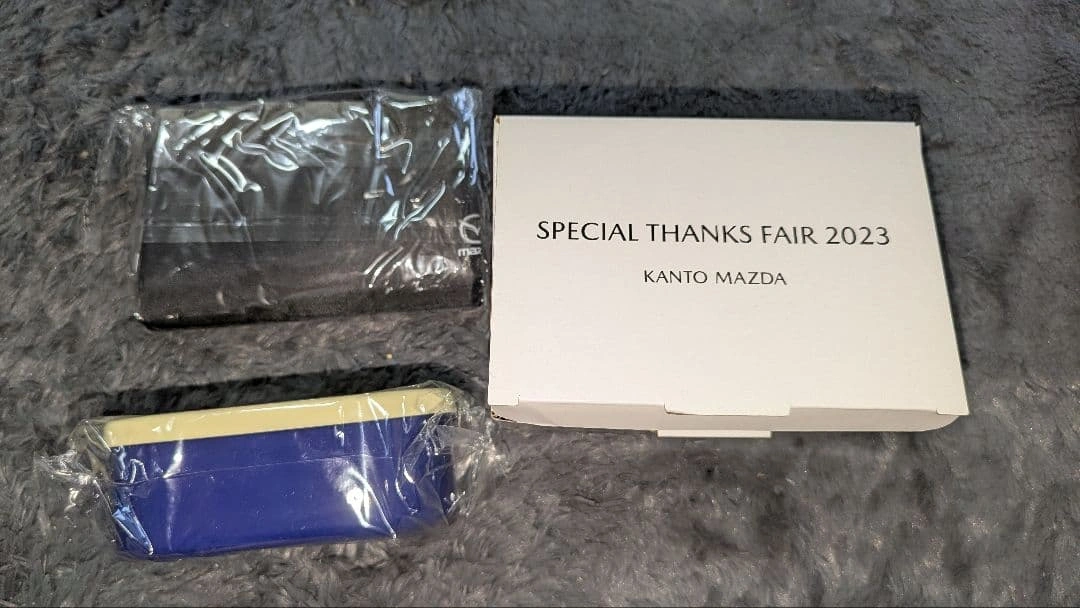 SPECIAL THANKS FAIR 2023
KANTO MAZDA